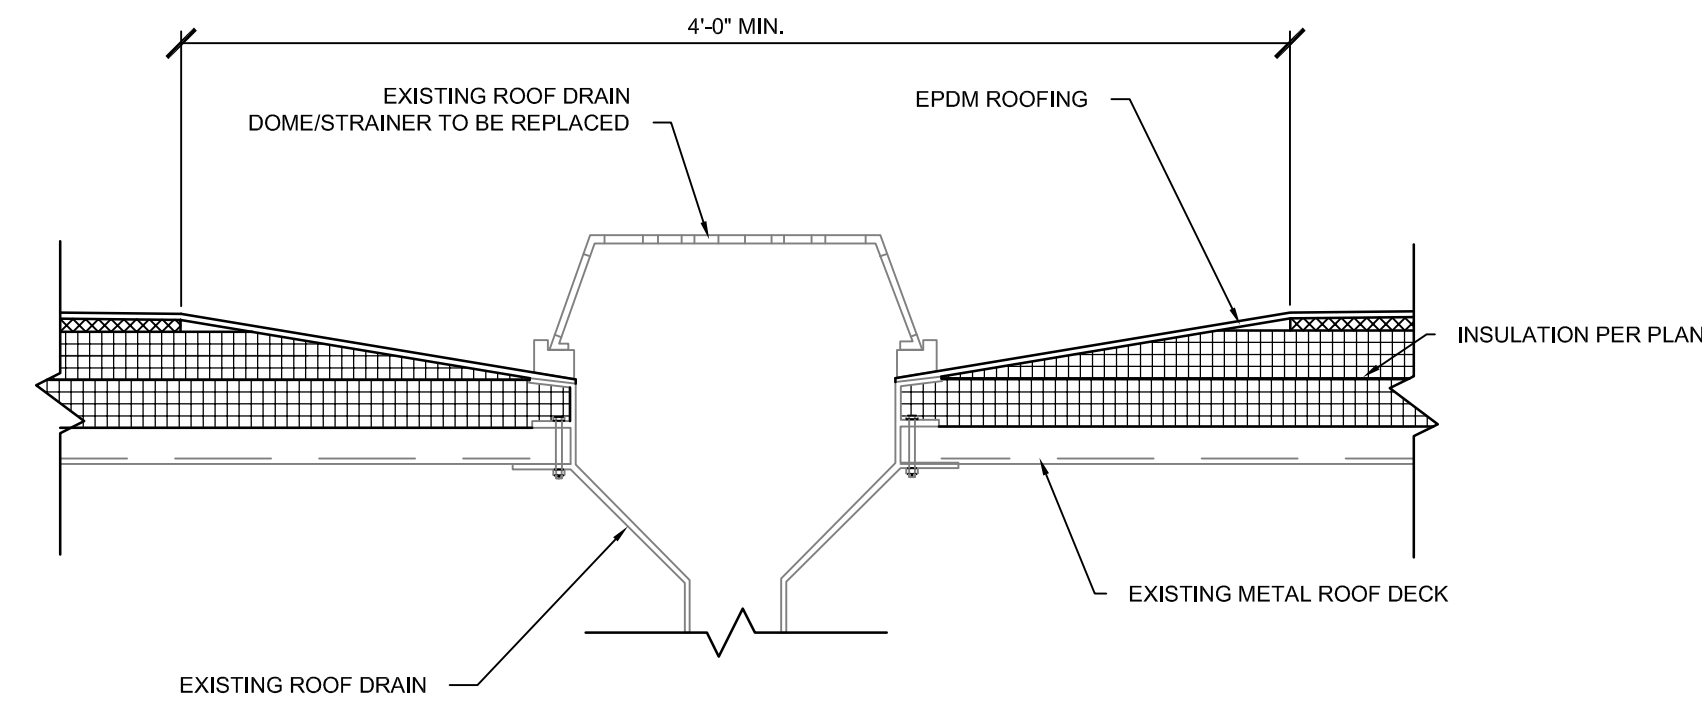 4'-0" MIN.
EXISTING ROOF DRAIN
DOME/STRAINER TO BE REPLACED
EPDM ROOFING
INSULATION PER PLAN
EXISTING METAL ROOF DECK
EXISTING ROOF DRAIN